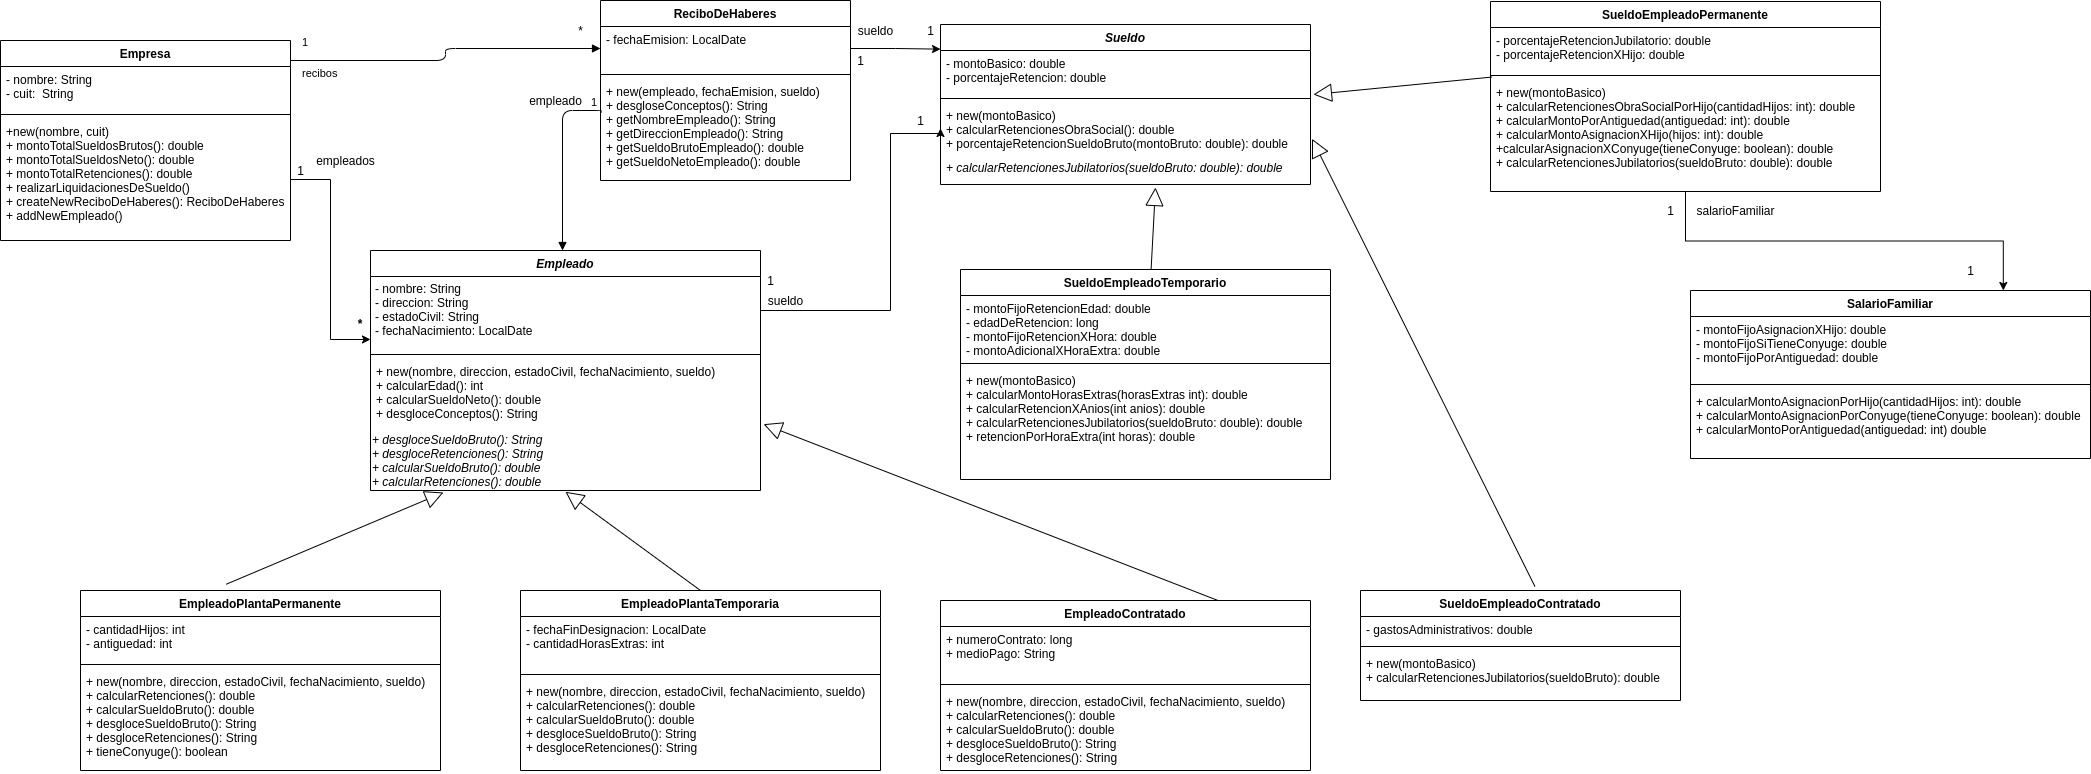 Empresa
- nombre: String
- cuit:  String
+new(nombre, cuit)
+ montoTotalSueldosBrutos(): double
+ montoTotalSueldosNeto(): double
+ montoTotalRetenciones(): double
+ realizarLiquidacionesDeSueldo()
+ createNewReciboDeHaberes(): ReciboDeHaberes
+ addNewEmpleado()
1
recibos
*
1
empleados
*
ReciboDeHaberes
- fechaEmision: LocalDate
+ new(empleado, fechaEmision, sueldo)
+ desgloseConceptos(): String
+ getNombreEmpleado(): String
+ getDireccionEmpleado(): String
+ getSueldoBrutoEmpleado(): double
+ getSueldoNetoEmpleado(): double
empleado
1
sueldo
1
1
Sueldo
- montoBasico: double
- porcentajeRetencion: double
+ new(montoBasico)
+ calcularRetencionesObraSocial(): double
+ porcentajeRetencionSueldoBruto(montoBruto: double): double
+ calcularRetencionesJubilatorios(sueldoBruto: double): double
1
SueldoEmpleadoPermanente
- porcentajeRetencionJubilatorio: double
- porcentajeRetencionXHijo: double
+ new(montoBasico)
+ calcularRetencionesObraSocialPorHijo(cantidadHijos: int): double
+ calcularMontoPorAntiguedad(antiguedad: int): double
+ calcularMontoAsignacionXHijo(hijos: int): double
+calcularAsignacionXConyuge(tieneConyuge: boolean): double
+ calcularRetencionesJubilatorios(sueldoBruto: double): double
1
salarioFamiliar
1
Empleado
- nombre: String
- direccion: String
- estadoCivil: String
- fechaNacimiento: LocalDate
+ new(nombre, direccion, estadoCivil, fechaNacimiento, sueldo)
+ calcularEdad(): int
+ calcularSueldoNeto(): double
+ desgloceConceptos(): String
+ desgloceSueldoBruto(): String
+ desgloceRetenciones(): String
+ calcularSueldoBruto(): double
+ calcularRetenciones(): double
1
sueldo
SueldoEmpleadoTemporario
- montoFijoRetencionEdad: double
- edadDeRetencion: long
- montoFijoRetencionXHora: double
- montoAdicionalXHoraExtra: double
+ new(montoBasico)
+ calcularMontoHorasExtras(horasExtras int): double
+ calcularRetencionXAnios(int anios): double
+ calcularRetencionesJubilatorios(sueldoBruto: double): double
+ retencionPorHoraExtra(int horas): double
SalarioFamiliar
- montoFijoAsignacionXHijo: double
- montoFijoSiTieneConyuge: double
- montoFijoPorAntiguedad: double
+ calcularMontoAsignacionPorHijo(cantidadHijos: int): double
+ calcularMontoAsignacionPorConyuge(tieneConyuge: boolean): double
+ calcularMontoPorAntiguedad(antiguedad: int) double
EmpleadoPlantaPermanente
- cantidadHijos: int
- antiguedad: int
+ new(nombre, direccion, estadoCivil, fechaNacimiento, sueldo)
+ calcularRetenciones(): double
+ calcularSueldoBruto(): double
+ desgloceSueldoBruto(): String
+ desgloceRetenciones(): String
+ tieneConyuge(): boolean
EmpleadoPlantaTemporaria
- fechaFinDesignacion: LocalDate
- cantidadHorasExtras: int
+ new(nombre, direccion, estadoCivil, fechaNacimiento, sueldo)
+ calcularRetenciones(): double
+ calcularSueldoBruto(): double
+ desgloceSueldoBruto(): String
+ desgloceRetenciones(): String
EmpleadoContratado
+ numeroContrato: long
+ medioPago: String
+ new(nombre, direccion, estadoCivil, fechaNacimiento, sueldo)
+ calcularRetenciones(): double
+ calcularSueldoBruto(): double
+ desgloceSueldoBruto(): String
+ desgloceRetenciones(): String
SueldoEmpleadoContratado
- gastosAdministrativos: double
+ new(montoBasico)
+ calcularRetencionesJubilatorios(sueldoBruto): double